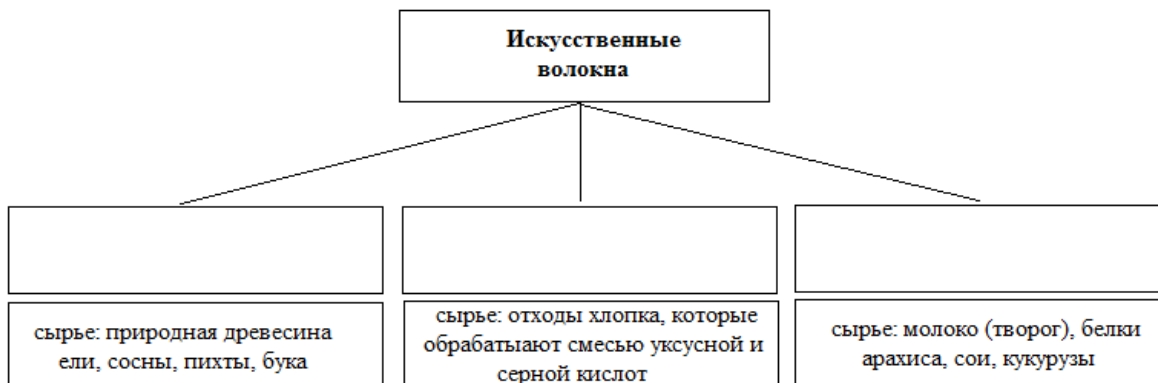 Искусственные
волокна
сырье: природная древесина
ели, сосны, пихты, бука
сырье: отходы хлопка, которые
обрабатыают смесью уксусной и
серной кислот
сырье: молоко (творог), белки
арахиса, сои, кукурузы